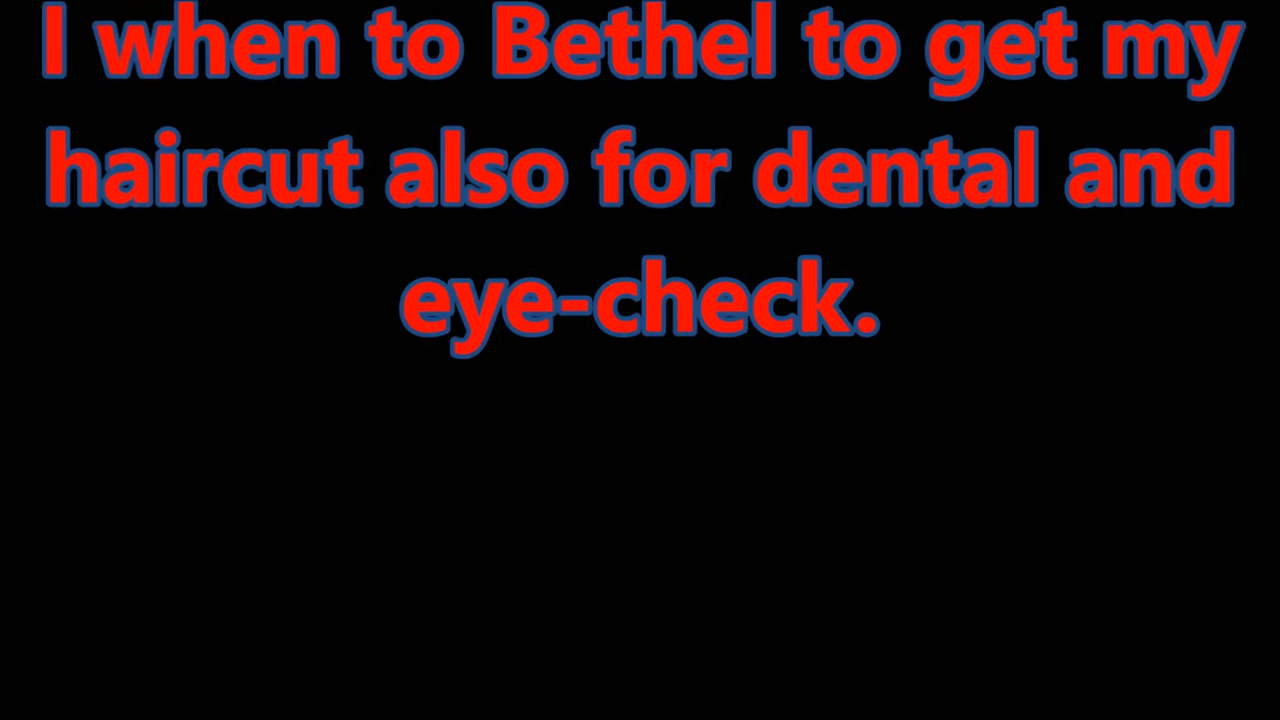 I when to Bethel to get my
haircut also for dental and
eye-check.